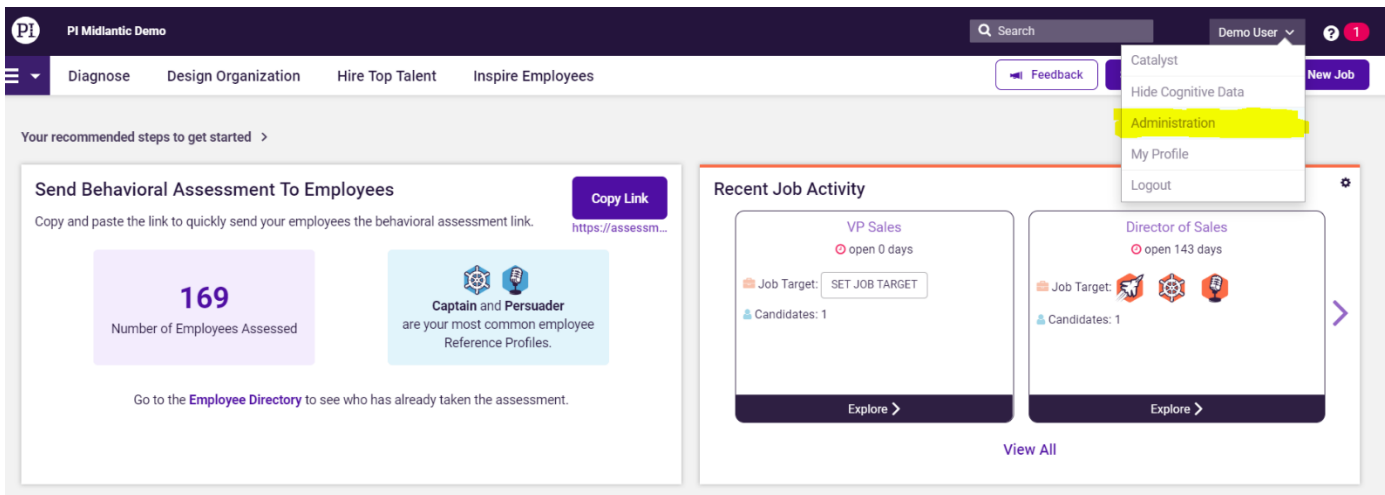 PI
PI Midlantic Demo
Search
Demo User
?
1
Diagnose
Design Organization
Hire Top Talent
Inspire Employees
Feedback
New Job
Catalyst
Hide Cognitive Data
Administration
My Profile
Logout
Your recommended steps to get started >
Send Behavioral Assessment To Employees
Copy and paste the link to quickly send your employees the behavioral assessment link.
Copy Link
https://assessm...
169
Number of Employees Assessed
Captain and Persuader
are your most common employee
Reference Profiles.
Go to the Employee Directory to see who has already taken the assessment.
Recent Job Activity
VP Sales
open 0 days
Job Target: SET JOB TARGET
Candidates: 1
Explore >
Director of Sales
open 143 days
Job Target:
Candidates: 1
Explore >
View All